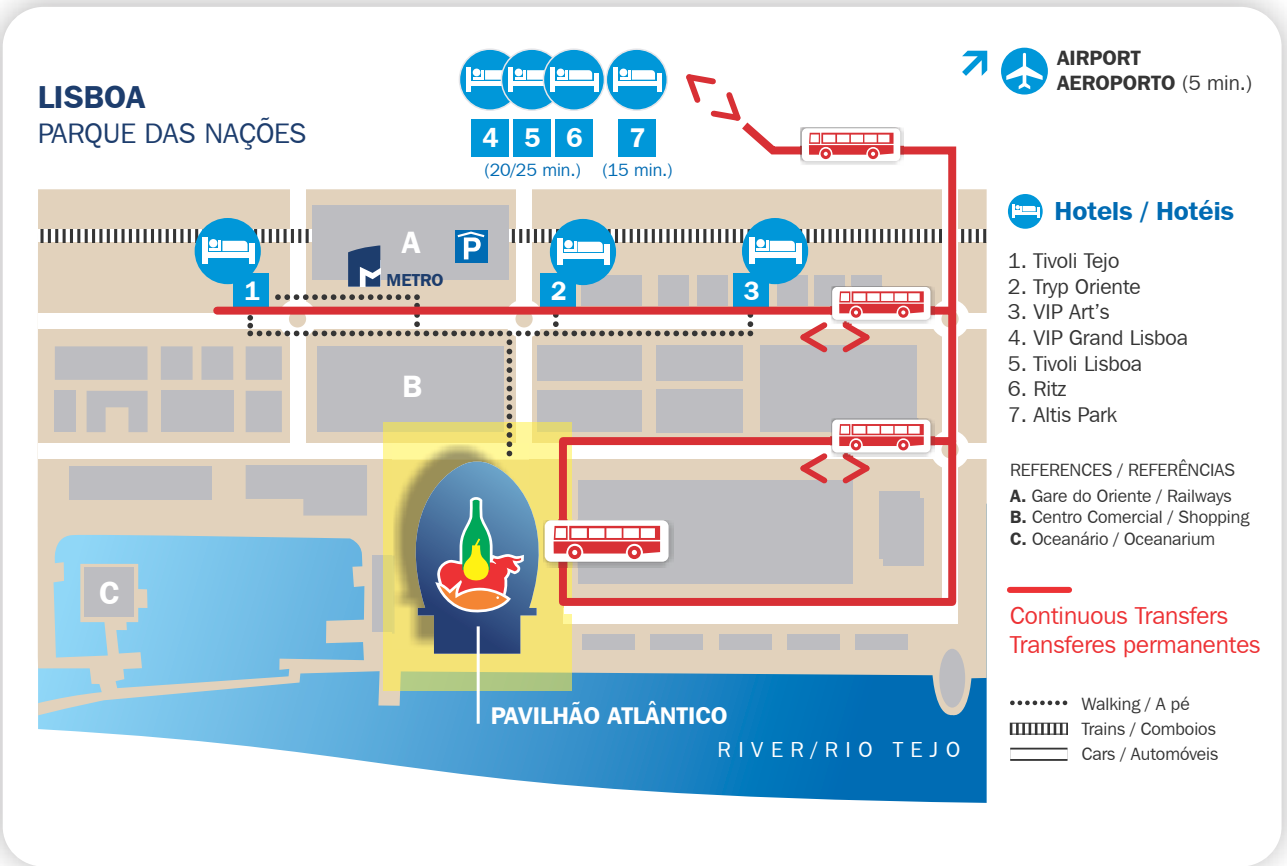 LISBOA
PARQUE DAS NAÇÕES
4 5 6 7
(20/25 min.) (15 min.)
AIRPORT
AEROPORTO (5 min.)
A
P
METRO
1
2
3
B
C
PAVILHÃO ATLÂNTICO
RIVER/RIO TEJO
Hotels / Hotéis
1. Tivoli Tejo
2. Tryp Oriente
3. VIP Art's
4. VIP Grand Lisboa
5. Tivoli Lisboa
6. Ritz
7. Altis Park
REFERENCES / REFERÊNCIAS
A. Gare do Oriente / Railways
B. Centro Comercial / Shopping
C. Oceanário / Oceanarium
Continuous Transfers
Transferes permanentes
Walking / A pé
Trains / Comboios
Cars / Automóveis